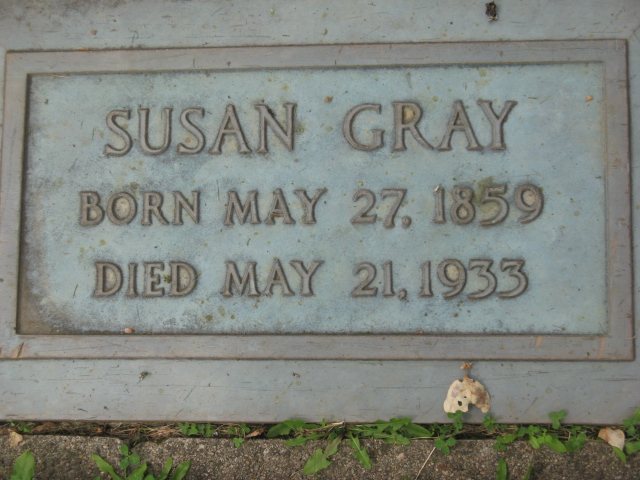 SUSAN GRAY
BORN MAY 27, 1859
DIED MAY 21, 1933